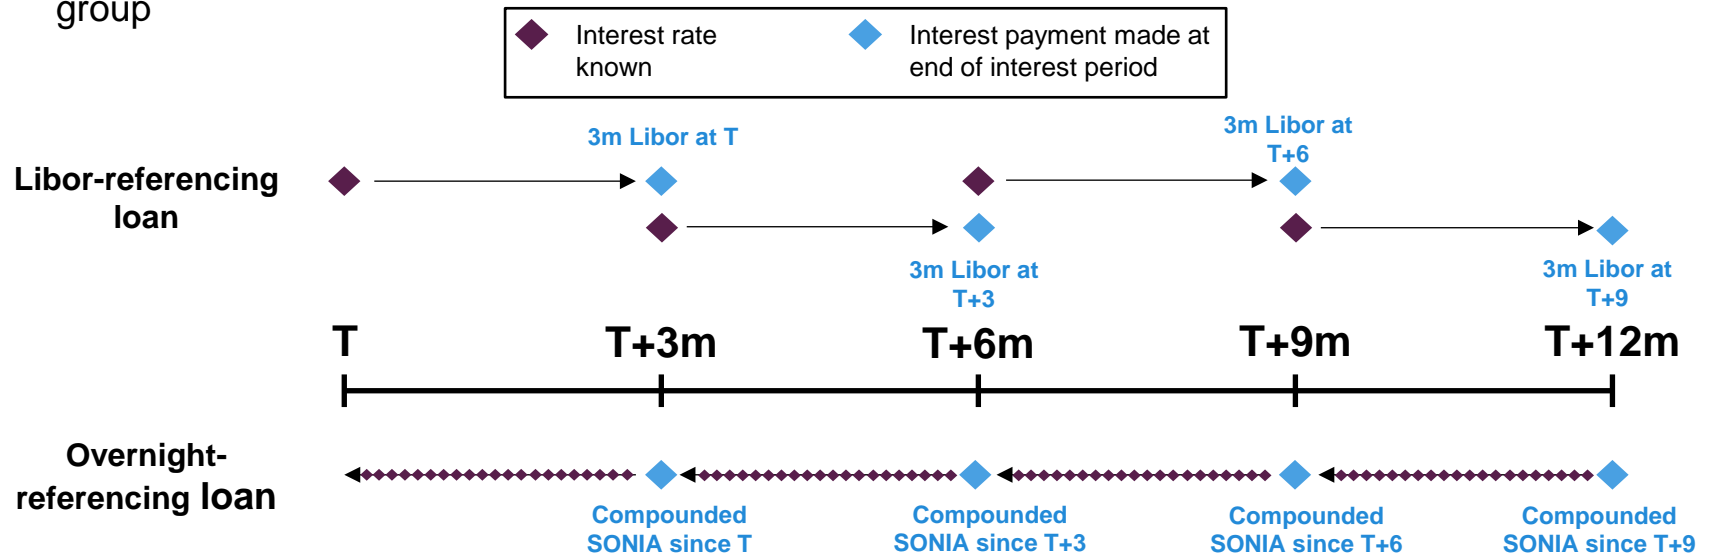 group
Interest rate
known
Interest payment made at
end of interest period
3m Libor at T
3m Libor at
T+6
Libor-referencing
loan
3m Libor at
T+3
3m Libor at
T+9
T
T+3m
T+6m
T+9m
T+12m
Overnight-
referencing loan
Compounded
SONIA since T
Compounded
SONIA since T+3
Compounded
SONIA since T+6
Compounded
SONIA since T+9